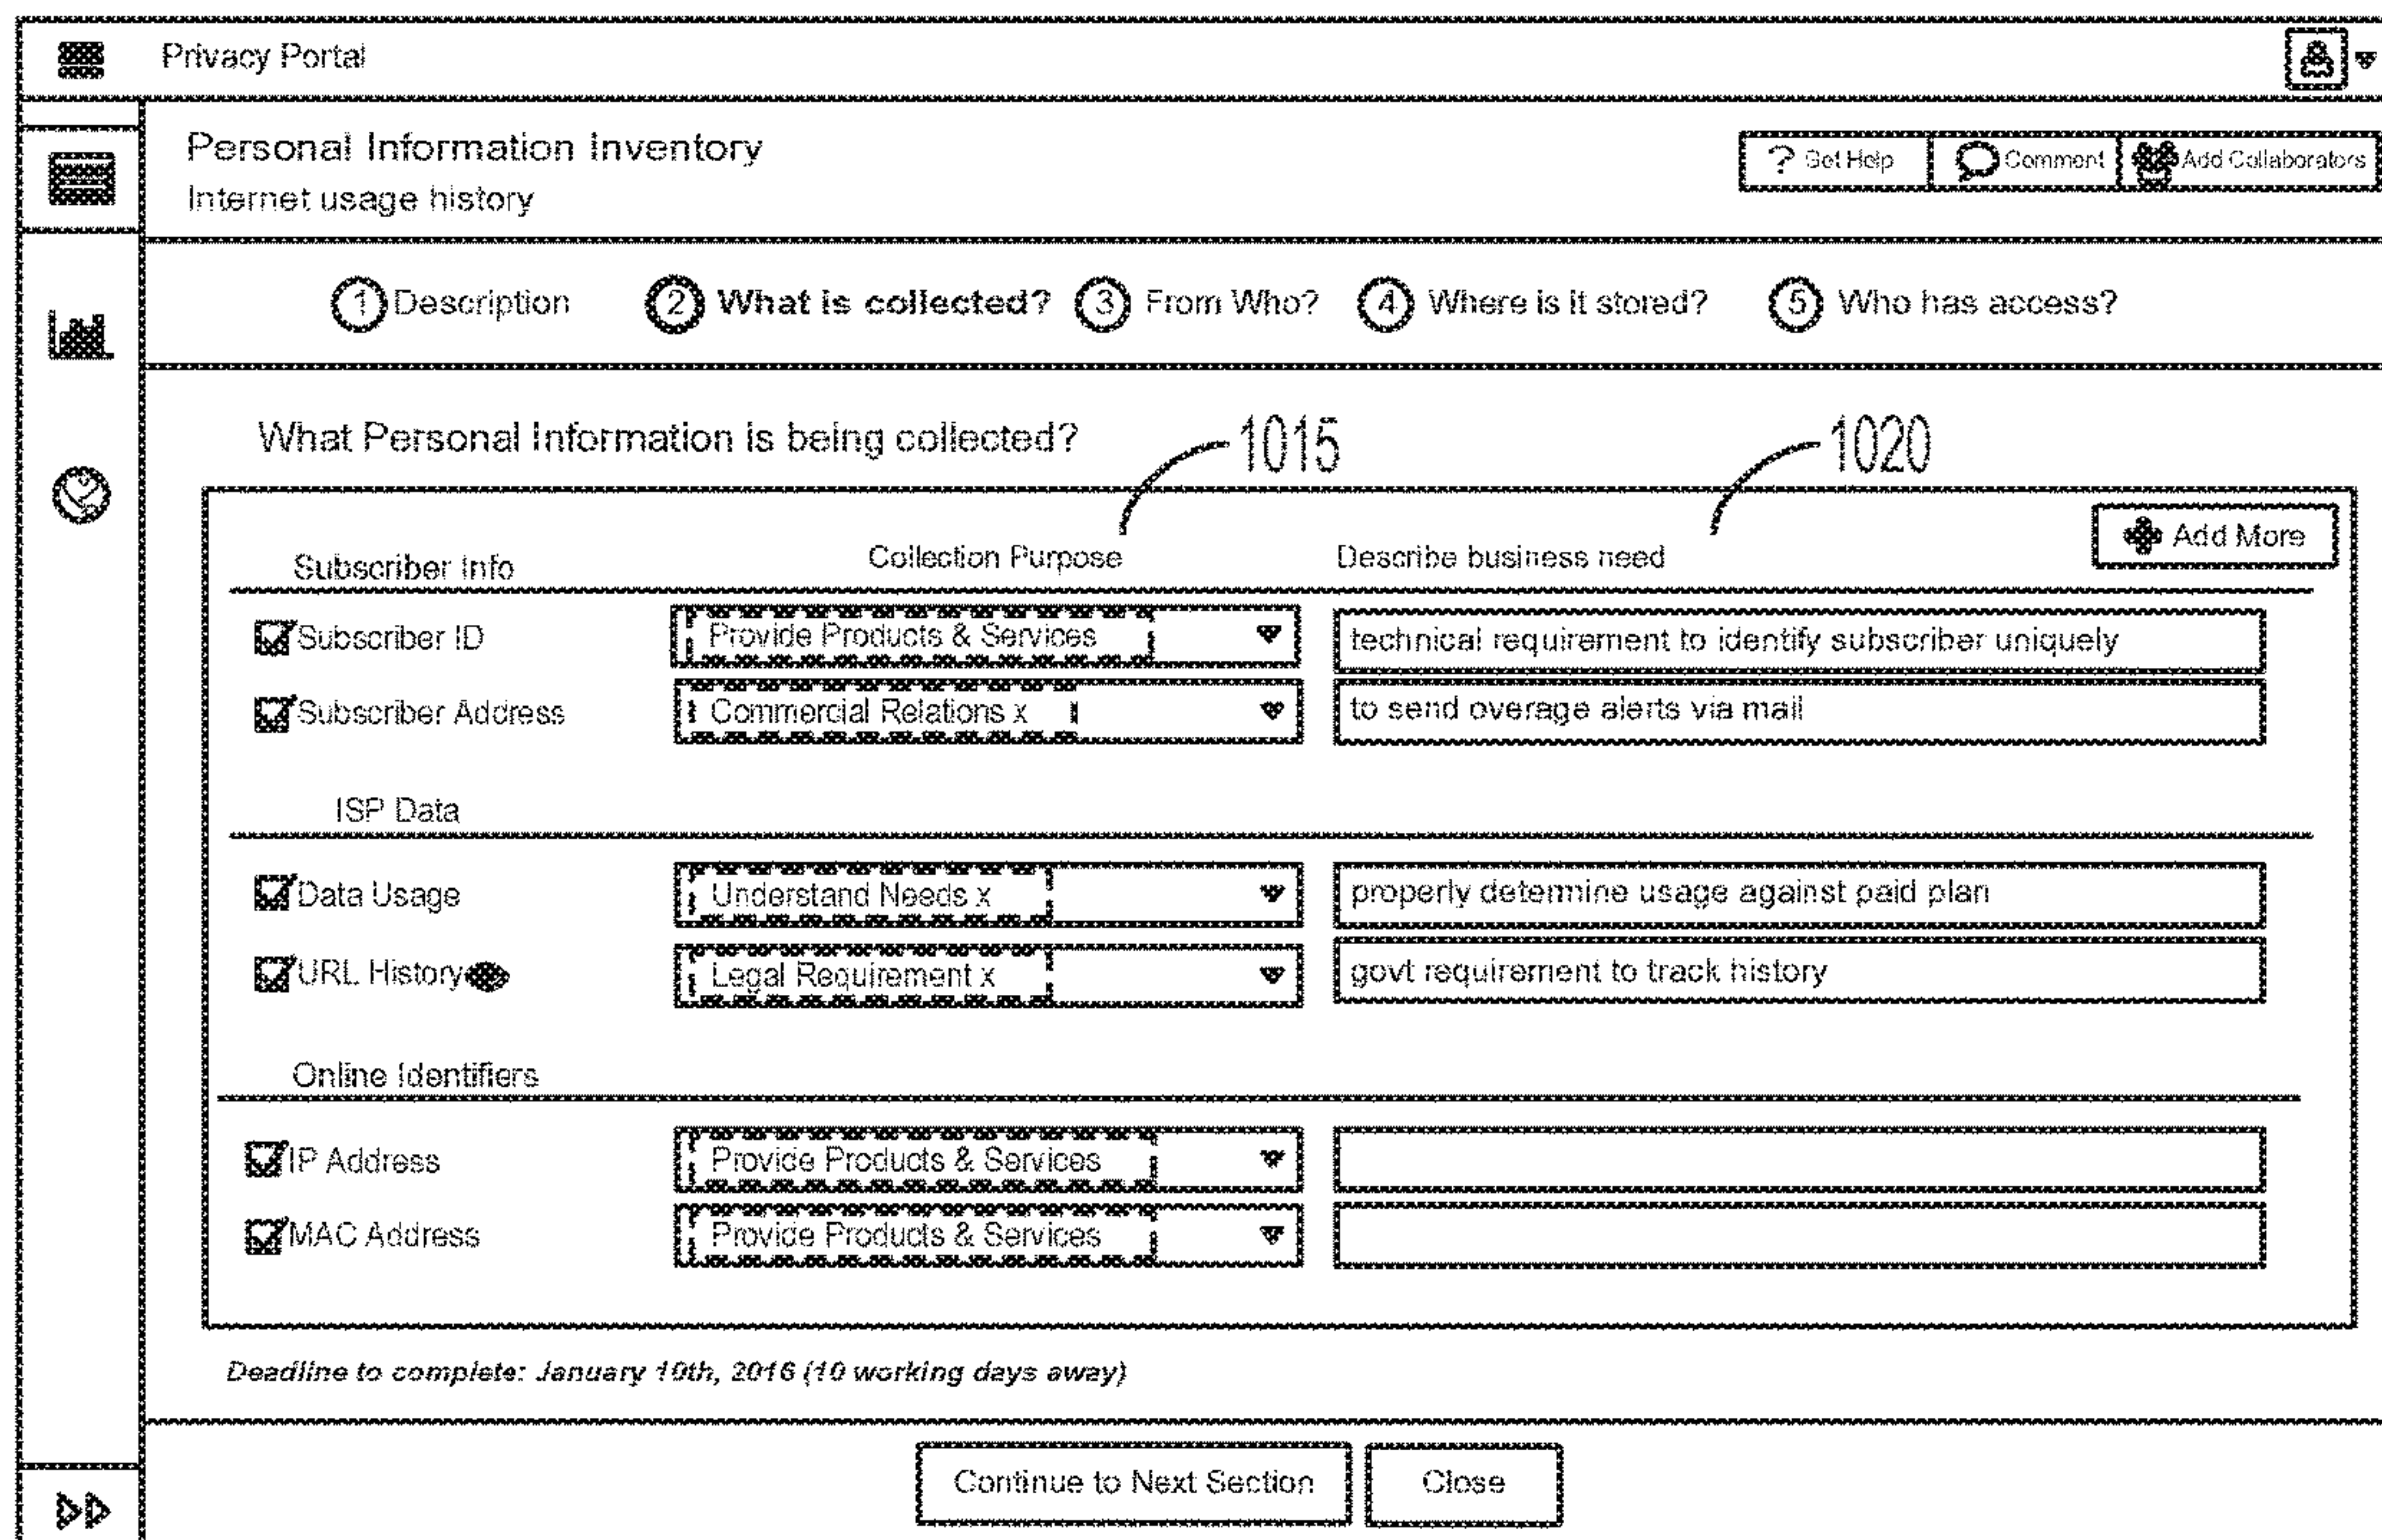 Privacy Portal
Personal Information Inventory
? Get Help Comment Add Collaborators
Internet usage history
1 Description 2 What is collected? 3 From Who? 4 Where is it stored? 5 Who has access?
What Personal Information is being collected? 1015 1020
Add More
Subscriber Info Collection Purpose Describe business need
Subscriber ID Provide Products & Services technical requirement to identify subscriber uniquely
Subscriber Address Commercial Relations x to send overage alerts via mail
ISP Data
Data Usage Understand Needs x properly determine usage against paid plan
URL History Legal Requirement x govt requirement to track history
Online Identifiers
IP Address Provide Products & Services
MAC Address Provide Products & Services
Deadline to complete: January 10th, 2016 (10 working days away)
Continue to Next Section Close